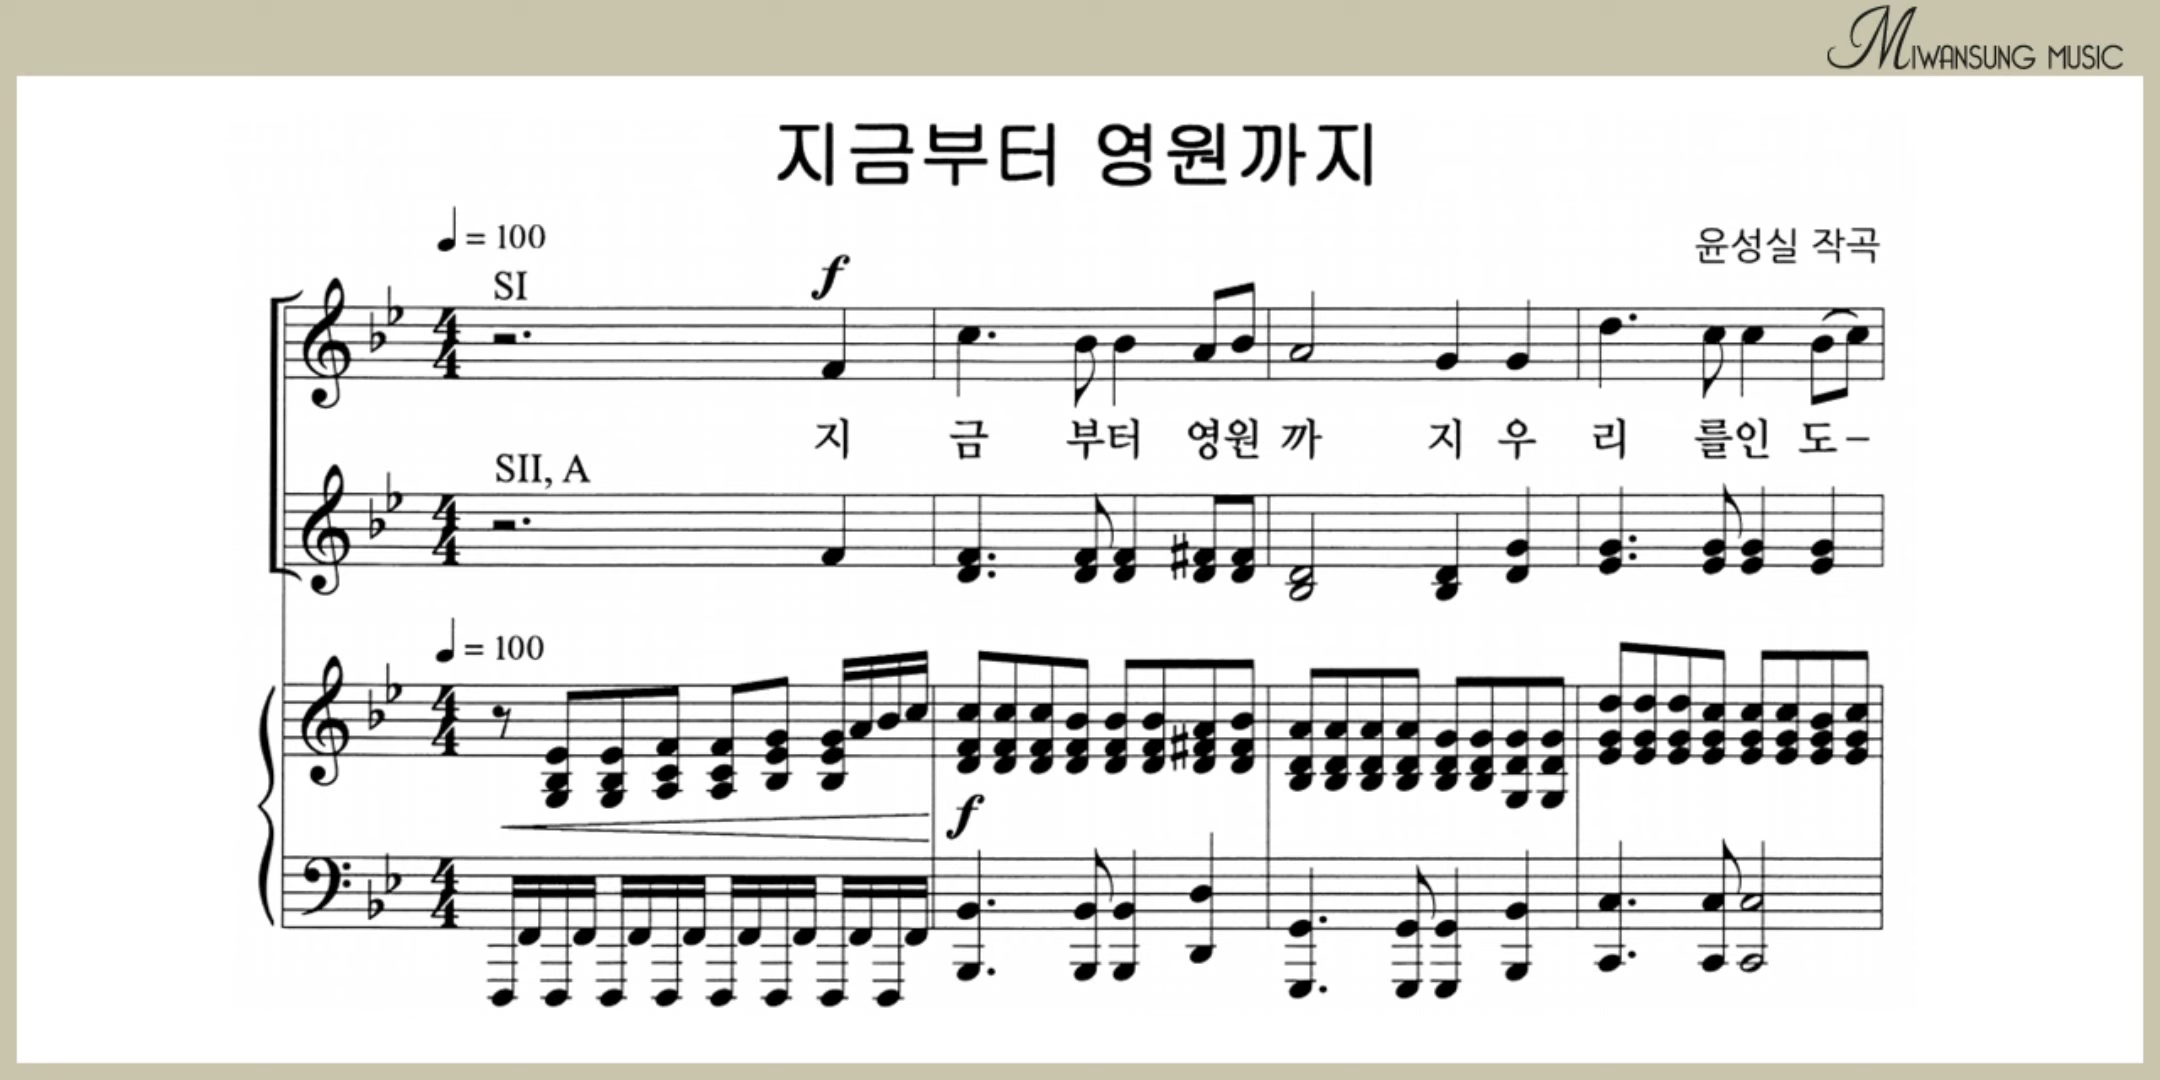 MIWANSUNG MUSIC
지금부터 영원까지
♩ = 100
윤성실 작곡
SI
f
지 금 부터 영원 까 지 우 리 를인 도-
SII, A
♩ = 100
f